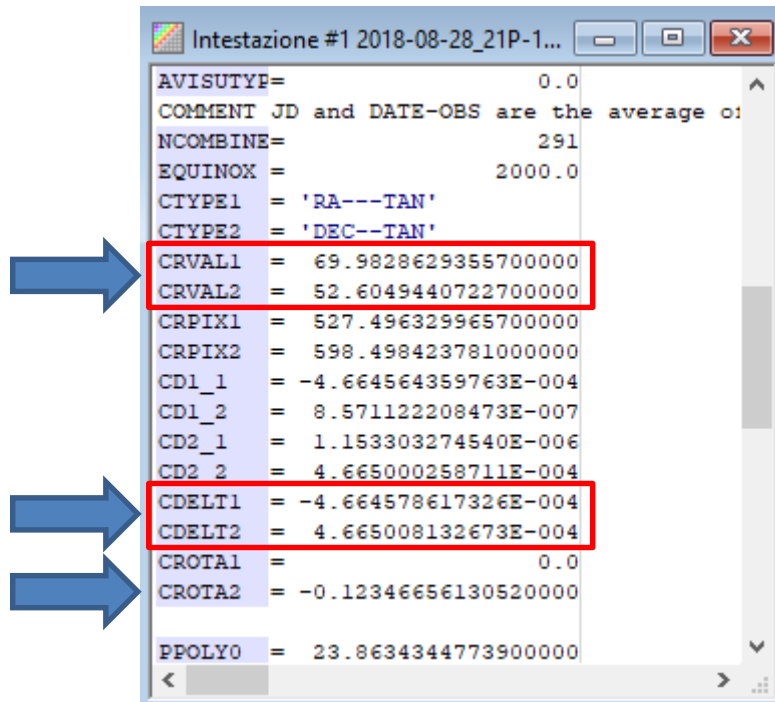 Intestazione #1 2018-08-28_21P-1...
AVISUTYP= 0.0
COMMENT JD and DATE-OBS are the average of
NCOMBINE= 291
EQUINOX = 2000.0
CTYPE1 = 'RA---TAN'
CTYPE2 = 'DEC--TAN'
CRVAL1 = 69.9828629355700000
CRVAL2 = 52.6049440722700000
CRPIX1 = 527.496329965700000
CRPIX2 = 598.498423781000000
CD1_1 = -4.664564359763E-004
CD1_2 = 8.571122208473E-007
CD2_1 = 1.153303274540E-006
CD2_2 = 4.665000258711E-004
CDELT1 = -4.664578617326E-004
CDELT2 = 4.665008132673E-004
CROTA1 = 0.0
CROTA2 = -0.12346656130520000
PPOLY0 = 23.8634344773900000